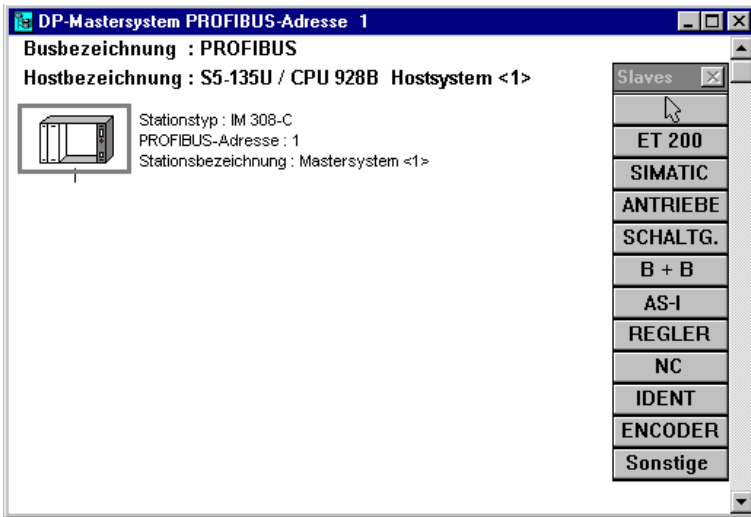 DP-Mastersystem PROFIBUS-Adresse 1
Busbezeichnung : PROFIBUS
Hostbezeichnung : S5-135U / CPU 928B Hostsystem <1>
Stationstyp : IM 308-C
PROFIBUS-Adresse : 1
Stationsbezeichnung : Mastersystem <1>
Slaves
ET 200
SIMATIC
ANTRIEBE
SCHALTG.
B + B
AS-I
REGLER
NC
IDENT
ENCODER
Sonstige